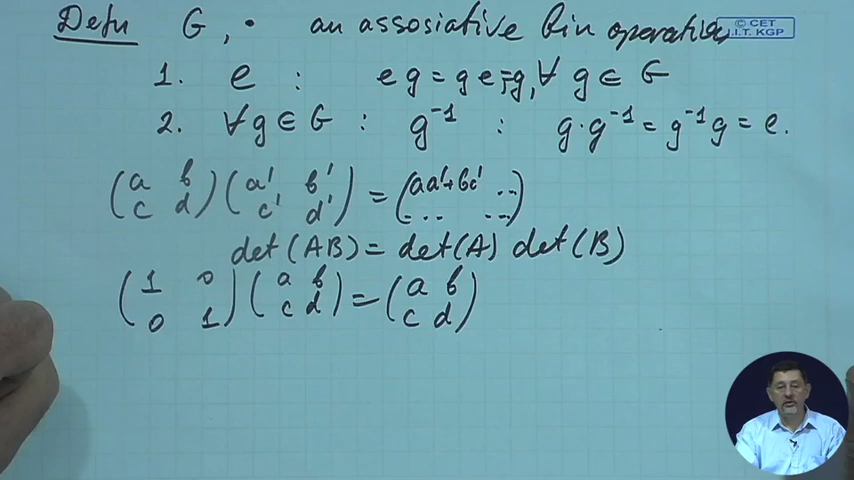 Defn G, · an assosiative bin operation
© CET
I.I.T. KGP
1. e : eg = ge = g, ∀ g ∈ G
2. ∀ g ∈ G : g⁻¹ : g · g⁻¹ = g⁻¹ g = e.
(a b; c d) (a' b'; c' d') = (aa'+bc' ...; ... ...)
det(AB) = det(A) det(B)
(1 0; 0 1) (a b; c d) = (a b; c d)